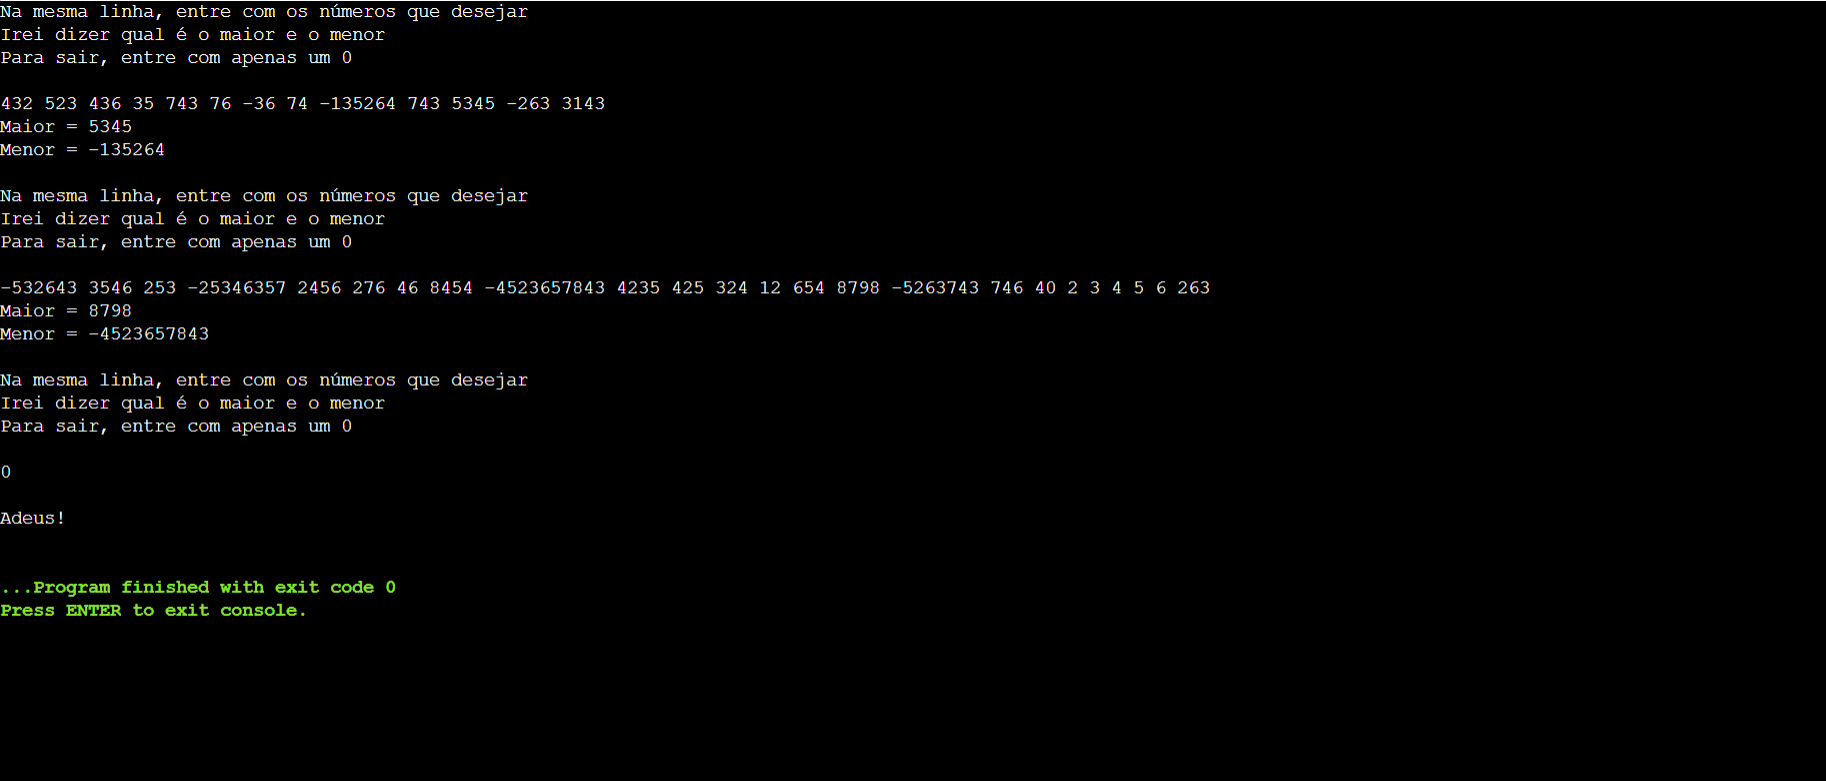 Na mesma linha, entre com os números que desejar
Irei dizer qual é o maior e o menor
Para sair, entre com apenas um 0
432 523 436 35 743 76 -36 74 -135264 743 5345 -263 3143
Maior = 5345
Menor = -135264
Na mesma linha, entre com os números que desejar
Irei dizer qual é o maior e o menor
Para sair, entre com apenas um 0
-532643 3546 253 -25346357 2456 276 46 8454 -4523657843 4235 425 324 12 654 8798 -5263743 746 40 2 3 4 5 6 263
Maior = 8798
Menor = -4523657843
Na mesma linha, entre com os números que desejar
Irei dizer qual é o maior e o menor
Para sair, entre com apenas um 0
0
Adeus!
...Program finished with exit code 0
Press ENTER to exit console.